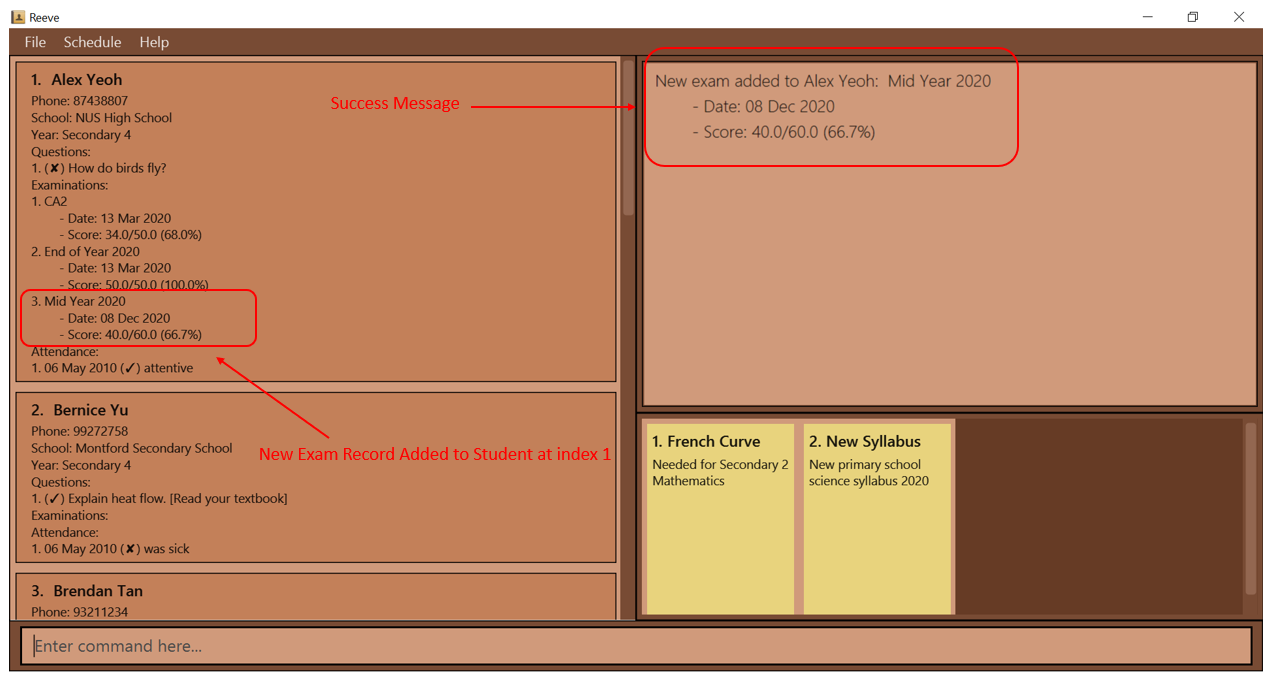 Reeve
File Schedule Help
1. Alex Yeoh
Phone: 87438807
School: NUS High School
Year: Secondary 4
Questions:
1. (✘) How do birds fly?
Examinations:
1. CA2
- Date: 13 Mar 2020
- Score: 34.0/50.0 (68.0%)
2. End of Year 2020
- Date: 13 Mar 2020
- Score: 50.0/50.0 (100.0%)
3. Mid Year 2020
- Date: 08 Dec 2020
- Score: 40.0/60.0 (66.7%)
Attendance:
1. 06 May 2010 (✓) attentive
2. Bernice Yu
Phone: 99272758
School: Montford Secondary School
Year: Secondary 4
Questions:
1. (✓) Explain heat flow. [Read your textbook]
Examinations:
Attendance:
1. 06 May 2010 (✘) was sick
3. Brendan Tan
Phone: 93211234
Success Message
New Exam Record Added to Student at index 1
New exam added to Alex Yeoh: Mid Year 2020
- Date: 08 Dec 2020
- Score: 40.0/60.0 (66.7%)
1. French Curve
Needed for Secondary 2
Mathematics
2. New Syllabus
New primary school
science syllabus 2020
Enter command here...